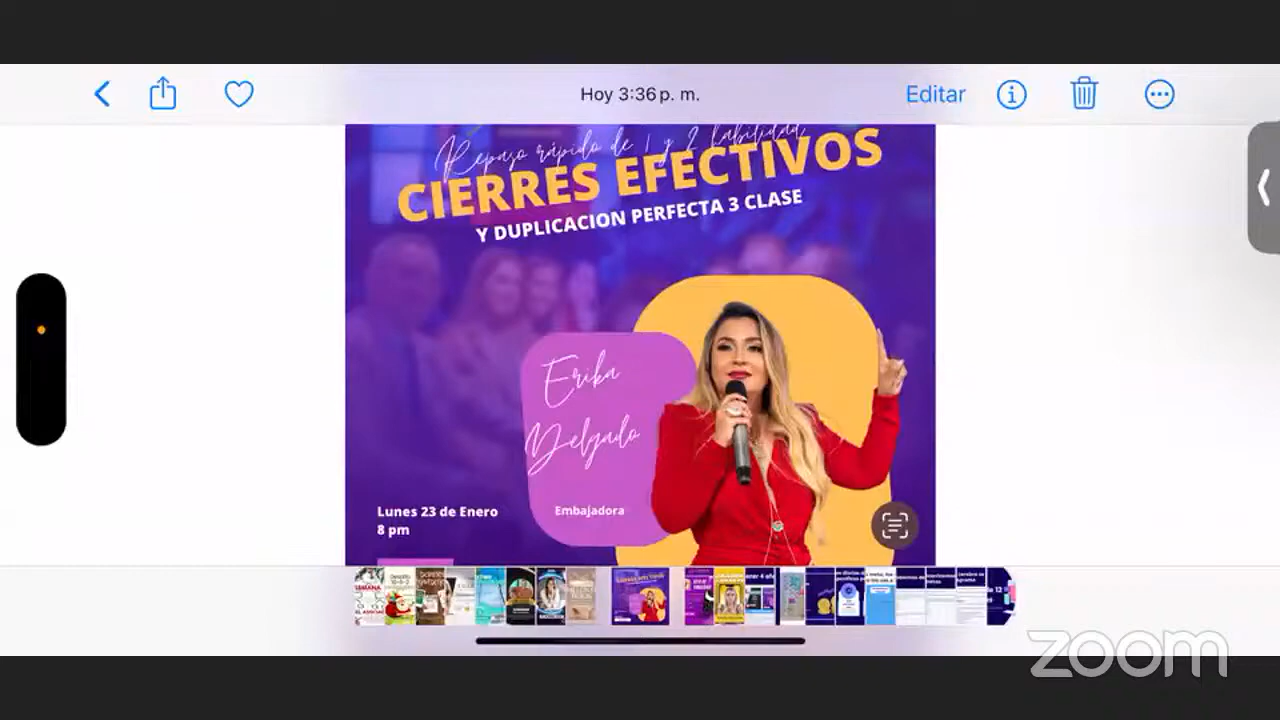 Hoy 3:36 p. m.
Editar
Repaso rápido de 1 y 2 habilidad
CIERRES EFECTIVOS
Y DUPLICACION PERFECTA 3 CLASE
Erika
Delgado
Embajadora
Lunes 23 de Enero
8 pm
zoom